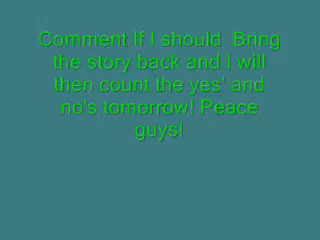 Comment If I should  Bring
the story back and I will
then count the yes' and
no's tomorrow! Peace
guys!